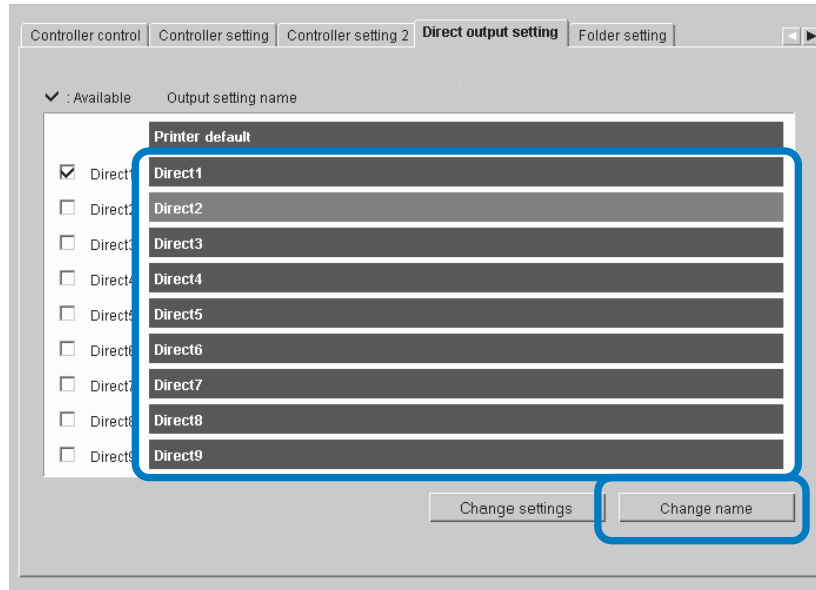 Controller control Controller setting Controller setting 2 Direct output setting Folder setting
✓ : Available Output setting name
Printer default
Direct1 Direct1
Direct2 Direct2
Direct3 Direct3
Direct4 Direct4
Direct5 Direct5
Direct6 Direct6
Direct7 Direct7
Direct8 Direct8
Direct9 Direct9
Change settings Change name